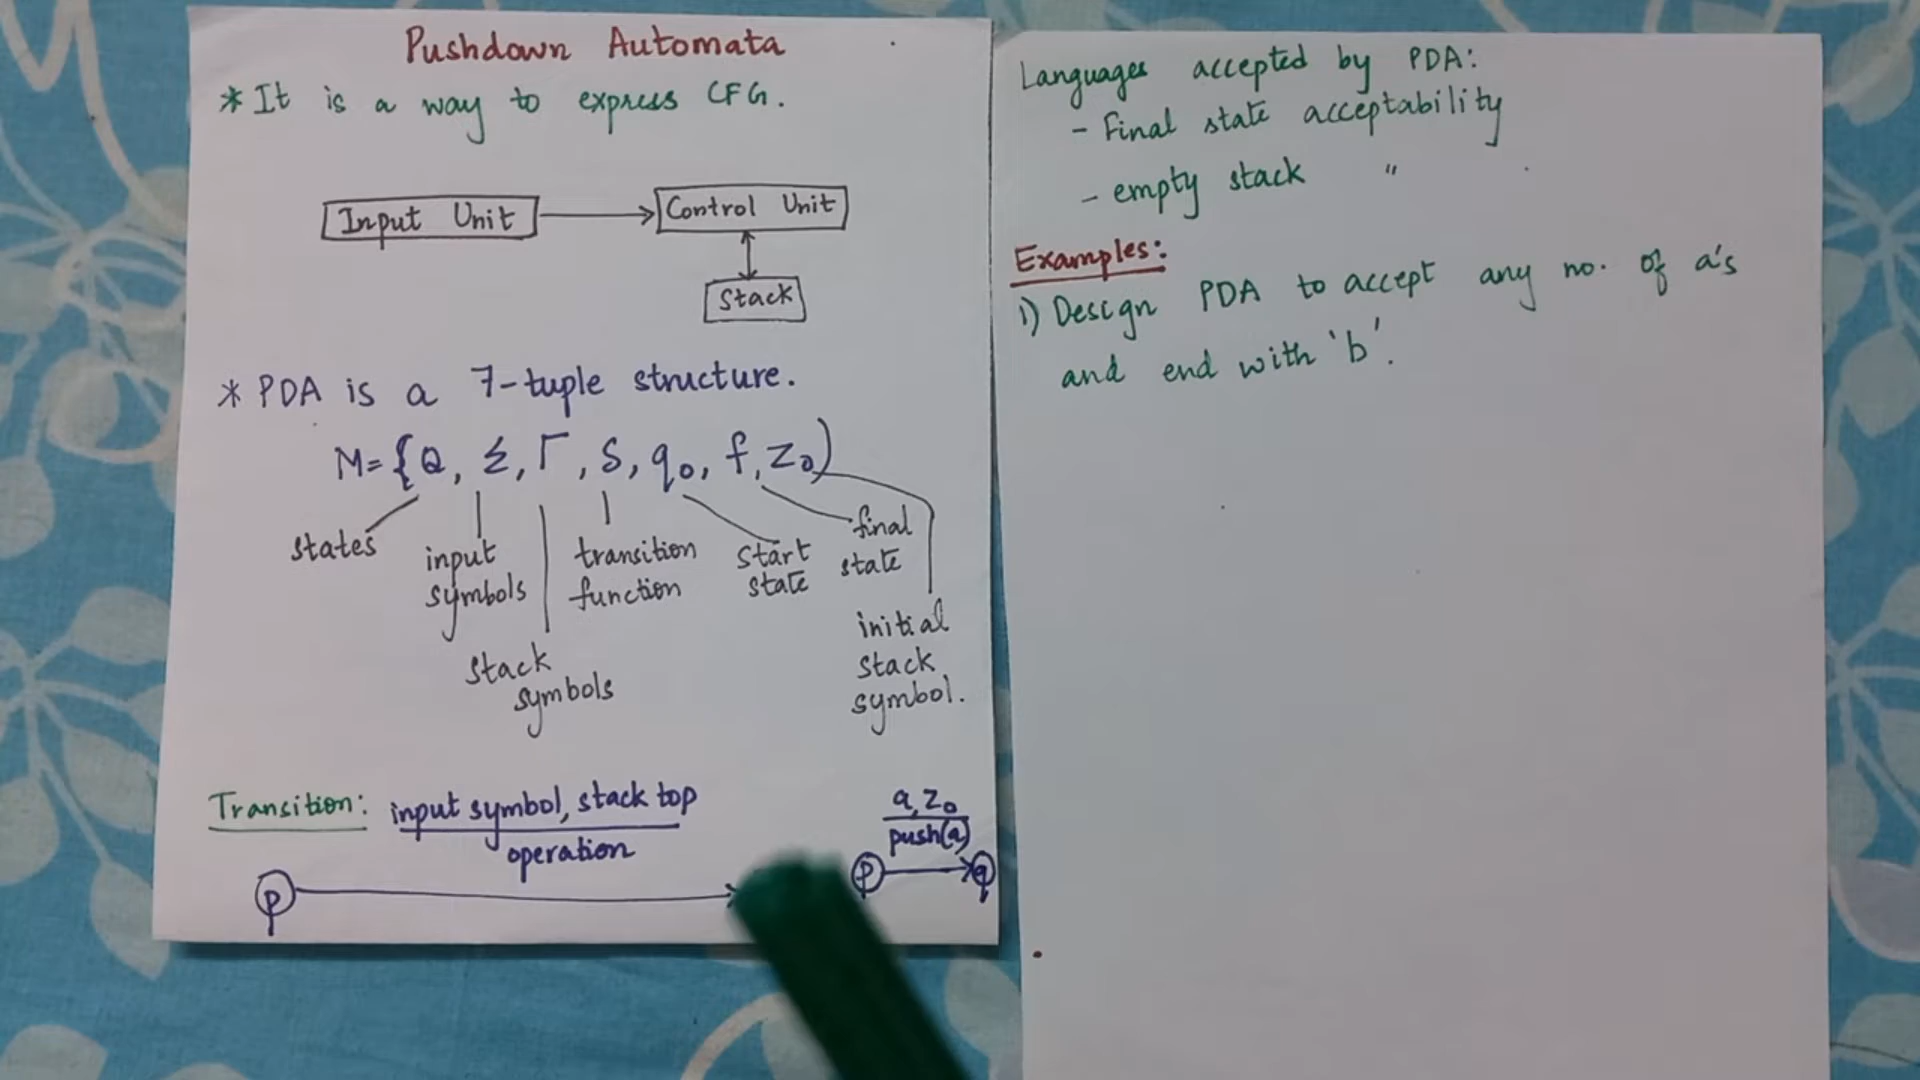 Pushdown Automata
* It is a way to express CFG.
Input Unit
Control Unit
Stack
* PDA is a 7-tuple structure.
M={Q, Σ, Γ, δ, q0, f, Z0)
states
input symbols
stack symbols
transition function
start state
final state
initial stack symbol.
Transition: input symbol, stack top
operation
p
a, Z0
push(a)
p
q
Languages accepted by PDA:
- Final state acceptability
- empty stack "
Examples:
1) Design PDA to accept any no. of a's
and end with 'b'.